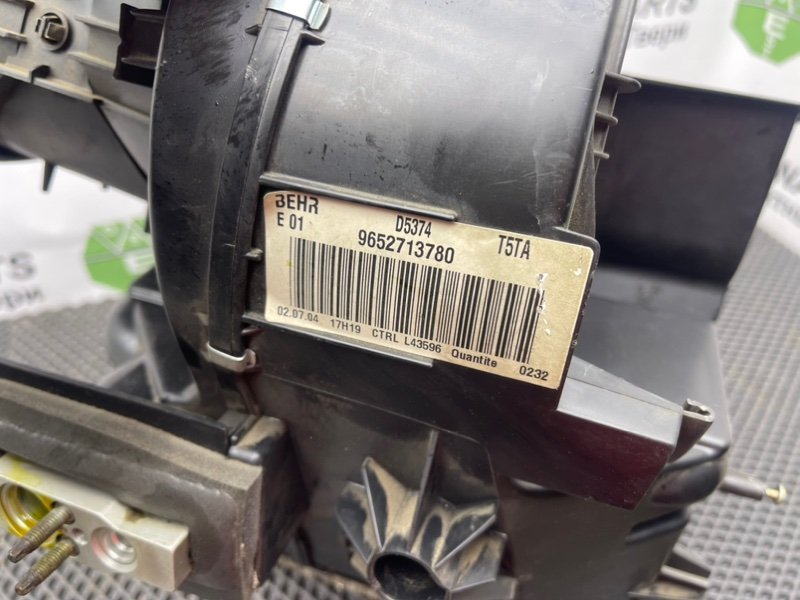 BEHR D5374 T5TA
E 01 9652713780
02.07.04 17H19 CTRL L43596 Quantite 0232